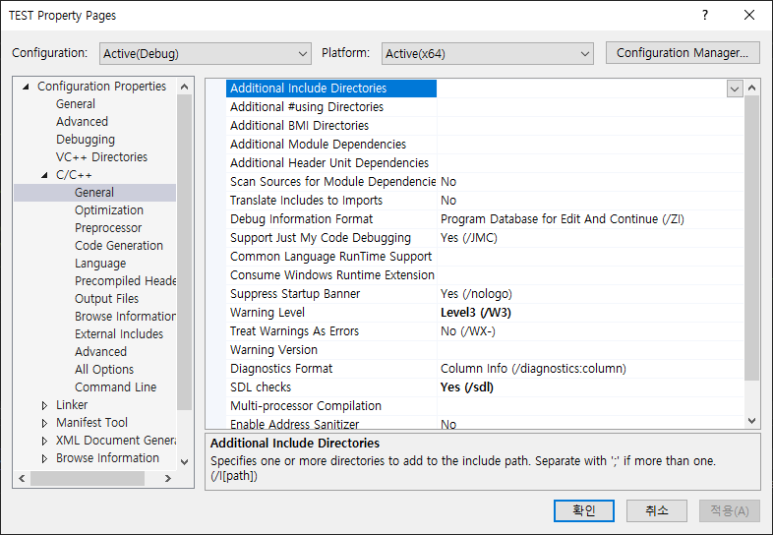 TEST Property Pages
? ×
Configuration: Active(Debug) Platform: Active(x64) Configuration Manager...
Configuration Properties
General
Advanced
Debugging
VC++ Directories
C/C++
General
Optimization
Preprocessor
Code Generation
Language
Precompiled Heade
Output Files
Browse Information
External Includes
Advanced
All Options
Command Line
Linker
Manifest Tool
XML Document Genera
Browse Information
Additional Include Directories
Additional #using Directories
Additional BMI Directories
Additional Module Dependencies
Additional Header Unit Dependencies
Scan Sources for Module Dependencie No
Translate Includes to Imports No
Debug Information Format Program Database for Edit And Continue (/ZI)
Support Just My Code Debugging Yes (/JMC)
Common Language RunTime Support
Consume Windows Runtime Extension
Suppress Startup Banner Yes (/nologo)
Warning Level Level3 (/W3)
Treat Warnings As Errors No (/WX-)
Warning Version
Diagnostics Format Column Info (/diagnostics:column)
SDL checks Yes (/sdl)
Multi-processor Compilation
Enable Address Sanitizer No
Additional Include Directories
Specifies one or more directories to add to the include path. Separate with ';' if more than one.
(/I[path])
확인 취소 적용(A)